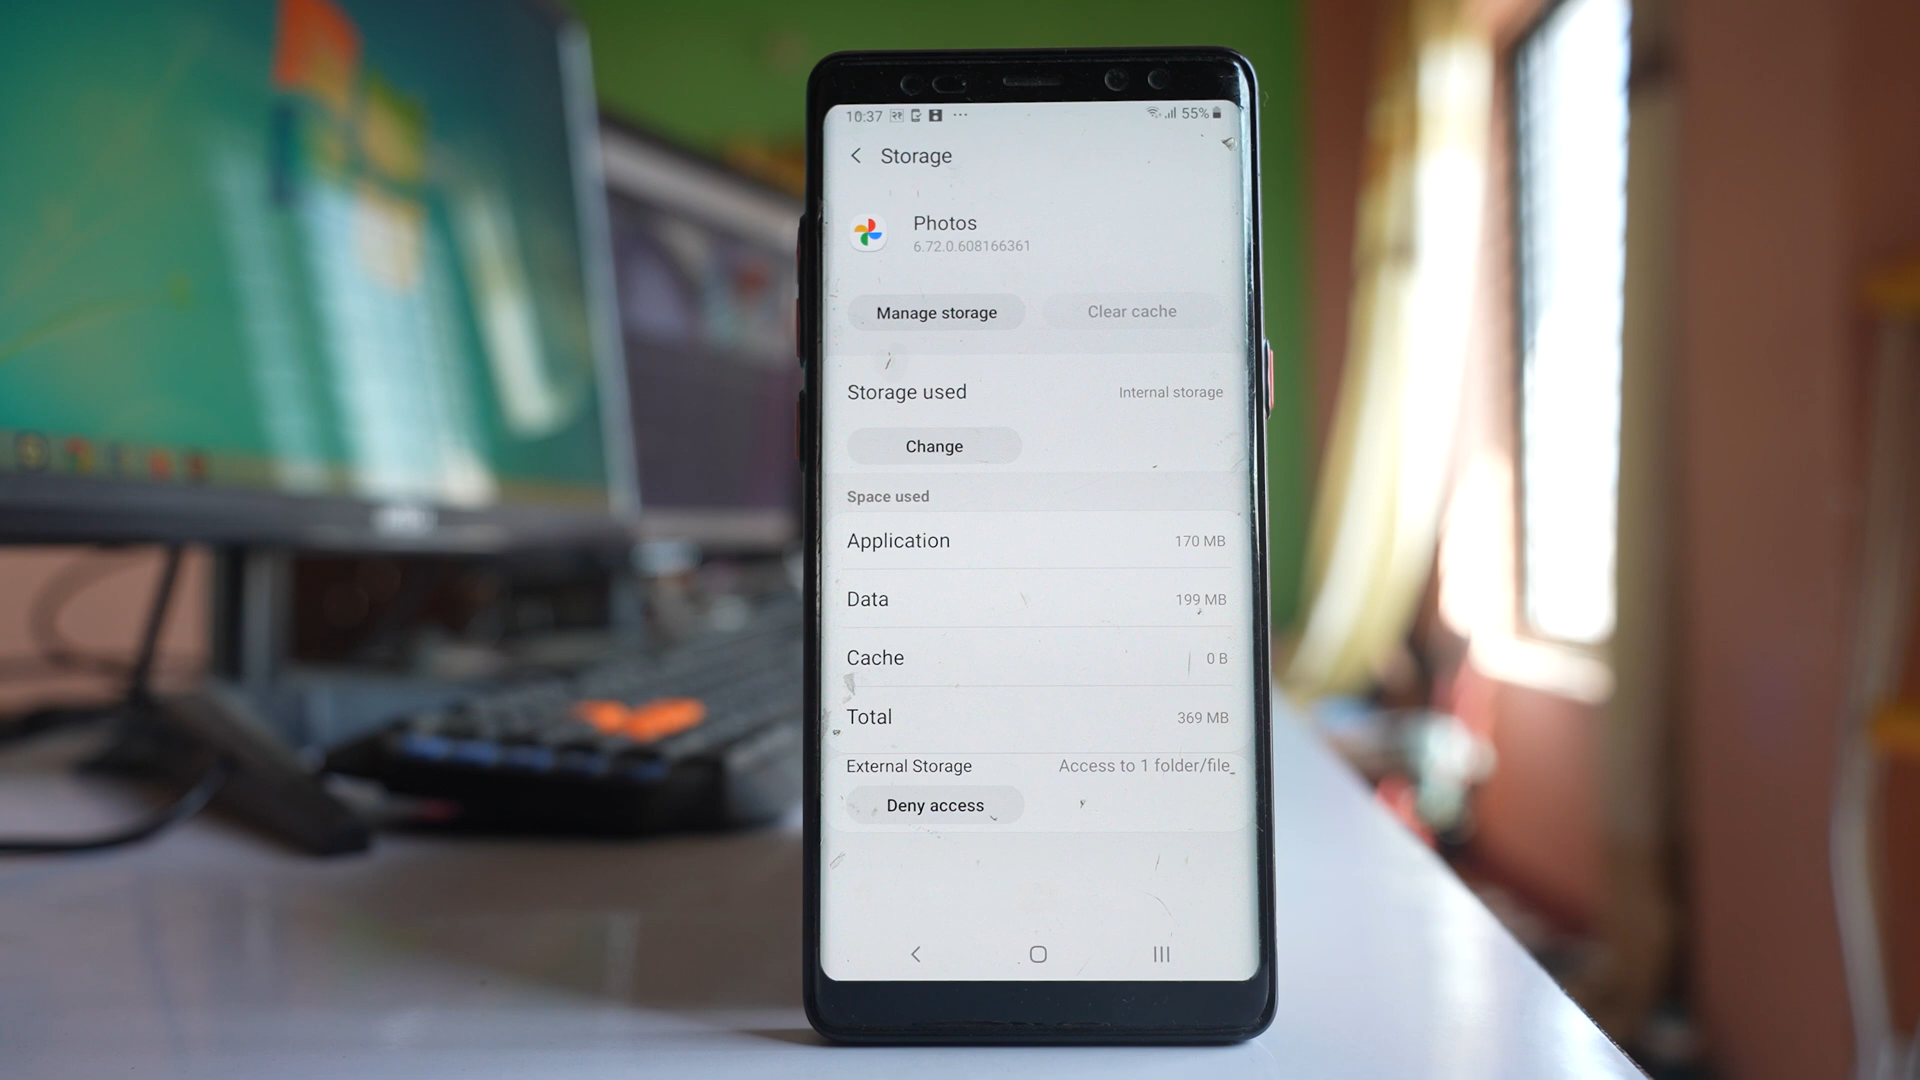 10:37 ··· 55%
Storage
Photos
6.72.0.608166361
Manage storage Clear cache
Storage used Internal storage
Change
Space used
Application 170 MB
Data 199 MB
Cache 0 B
Total 369 MB
External Storage Access to 1 folder/file_
Deny access